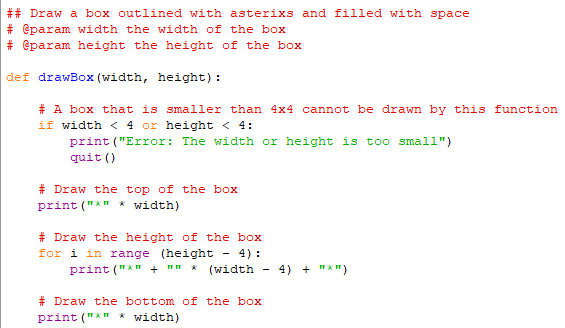 ## Draw a box outlined with asterixs and filled with space
# @param width the width of the box
# @param height the height of the box
def drawBox(width, height):
# A box that is smaller than 4x4 cannot be drawn by this function
if width < 4 or height < 4:
print("Error: The width or height is too small")
quit()
# Draw the top of the box
print("*" * width)
# Draw the height of the box
for i in range (height - 4):
print("*" + "" * (width - 4) + "*")
# Draw the bottom of the box
print("*" * width)